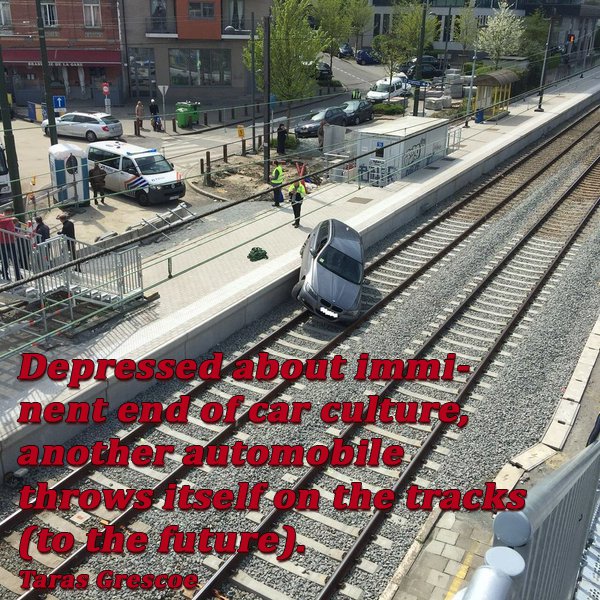 Depressed about immi-
nent end of car culture,
another automobile
throws itself on the tracks
(to the future).
Taras Grescoe